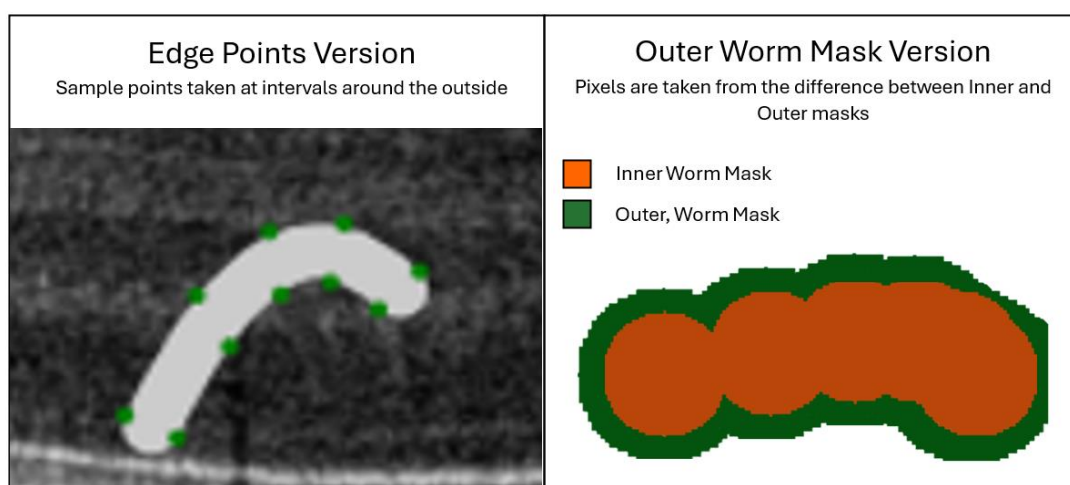 Edge Points Version
Sample points taken at intervals around the outside
Outer Worm Mask Version
Pixels are taken from the difference between Inner and
Outer masks
Inner Worm Mask
Outer, Worm Mask